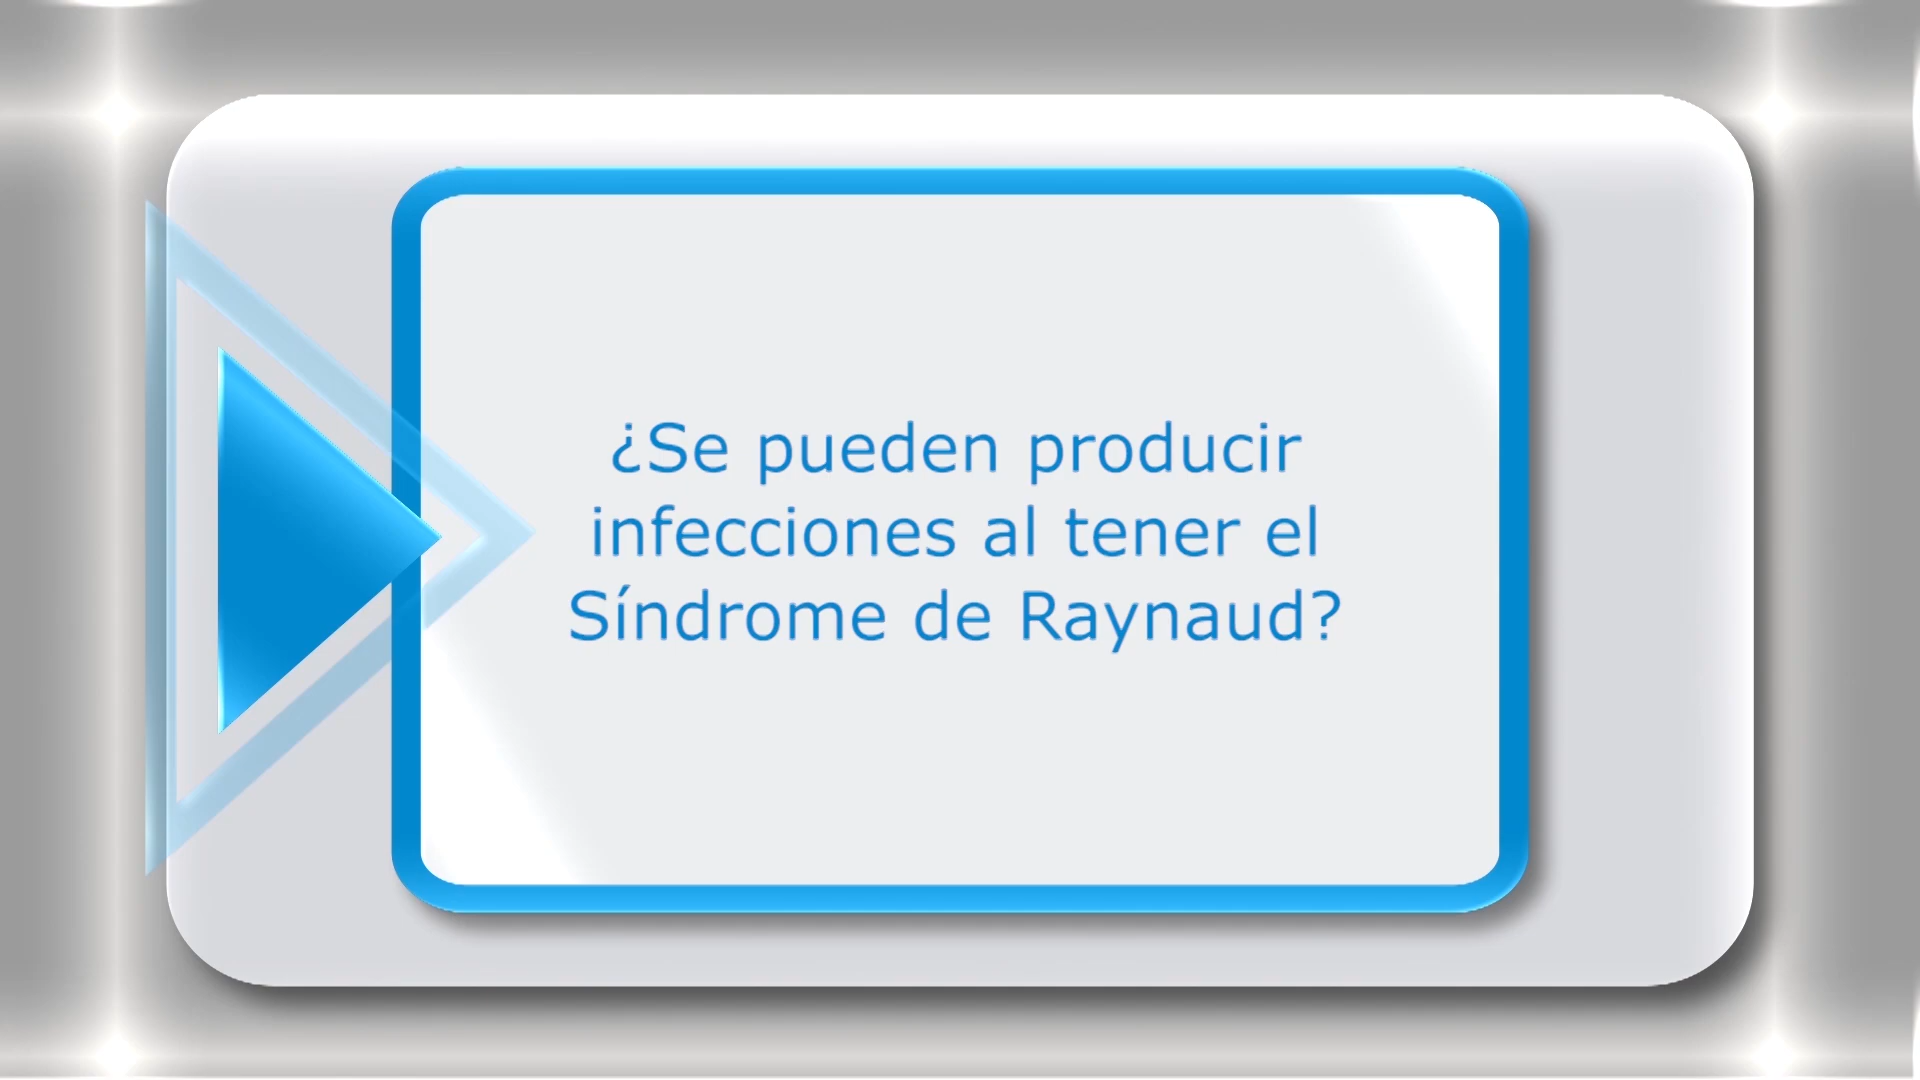 ¿Se pueden producir
infecciones al tener el
Síndrome de Raynaud?